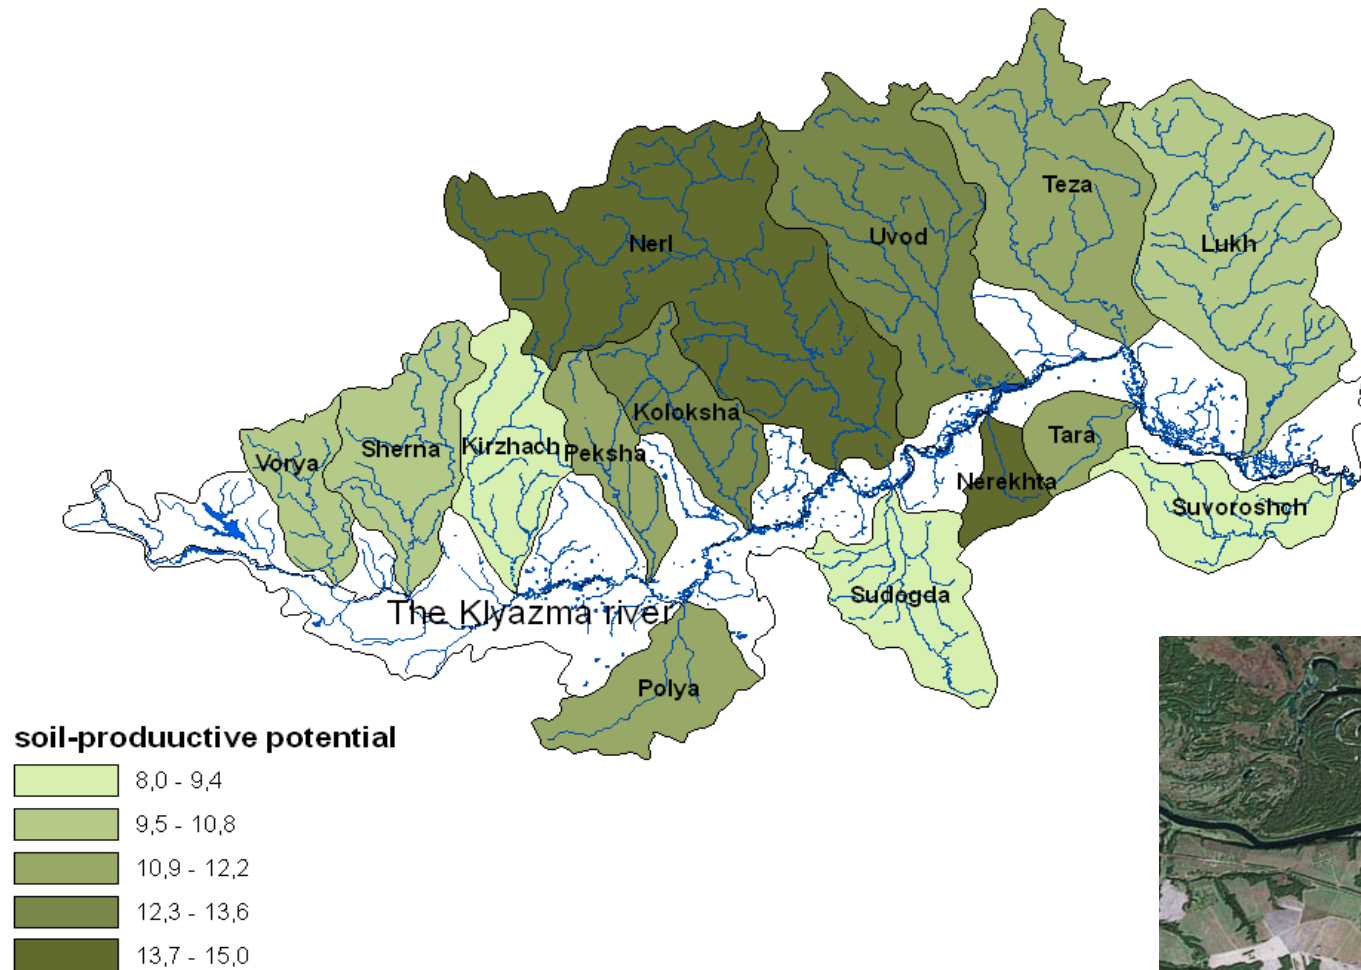 Teza
Uvod
Nerl
Lukh
Koloksha
Tara
Vorya
Sherna
Kirzhach
Peksha
Nerekhta
Suvoroshch
Sudogda
The Klyazma river
Polya
soil-produuctive potential
8,0 - 9,4
9,5 - 10,8
10,9 - 12,2
12,3 - 13,6
13,7 - 15,0